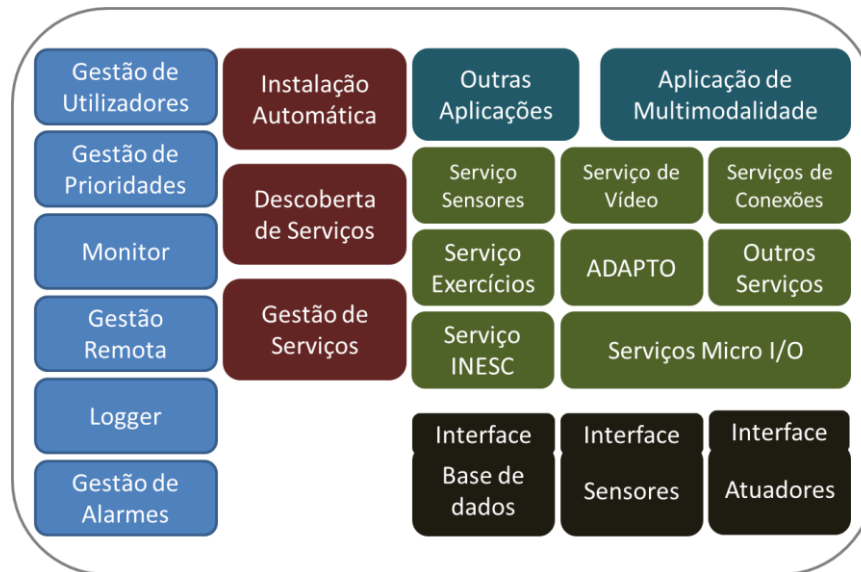 Gestão de
Utilizadores
Gestão de
Prioridades
Monitor
Gestão
Remota
Logger
Gestão de
Alarmes
Instalação
Automática
Descoberta
de Serviços
Gestão de
Serviços
Outras
Aplicações
Aplicação de
Multimodalidade
Serviço
Sensores
Serviço de
Vídeo
Serviços de
Conexões
Serviço
Exercícios
ADAPTO
Outros
Serviços
Serviço
INESC
Serviços Micro I/O
Interface
Base de
dados
Interface
Sensores
Interface
Atuadores